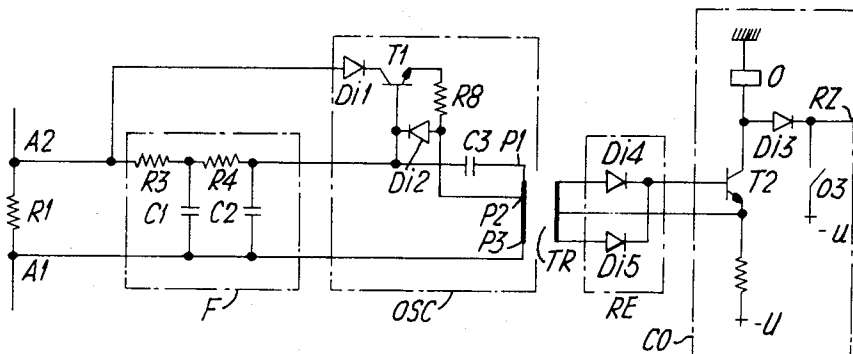 T1
O
Di1
R8
RZ
A2
C3
P1
Di4
Di3
R3
R4
Di2
T2
O3
R1
C1
C2
P2
P3
-U
A1
TR
Di5
F
OSC
RE
CO
-U